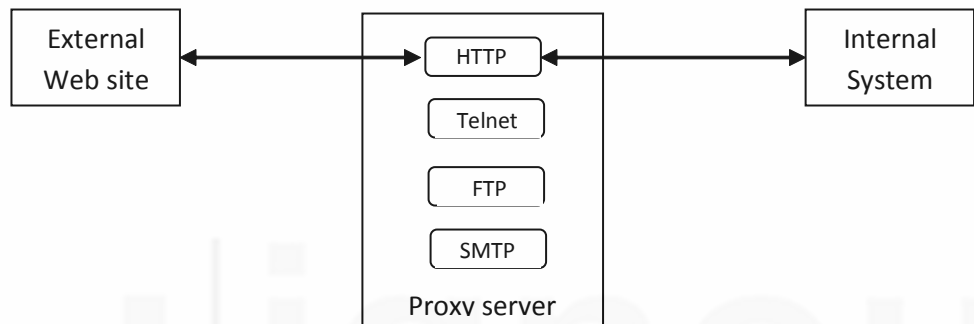 External
Web site
HTTP
Telnet
FTP
SMTP
Proxy server
Internal
System